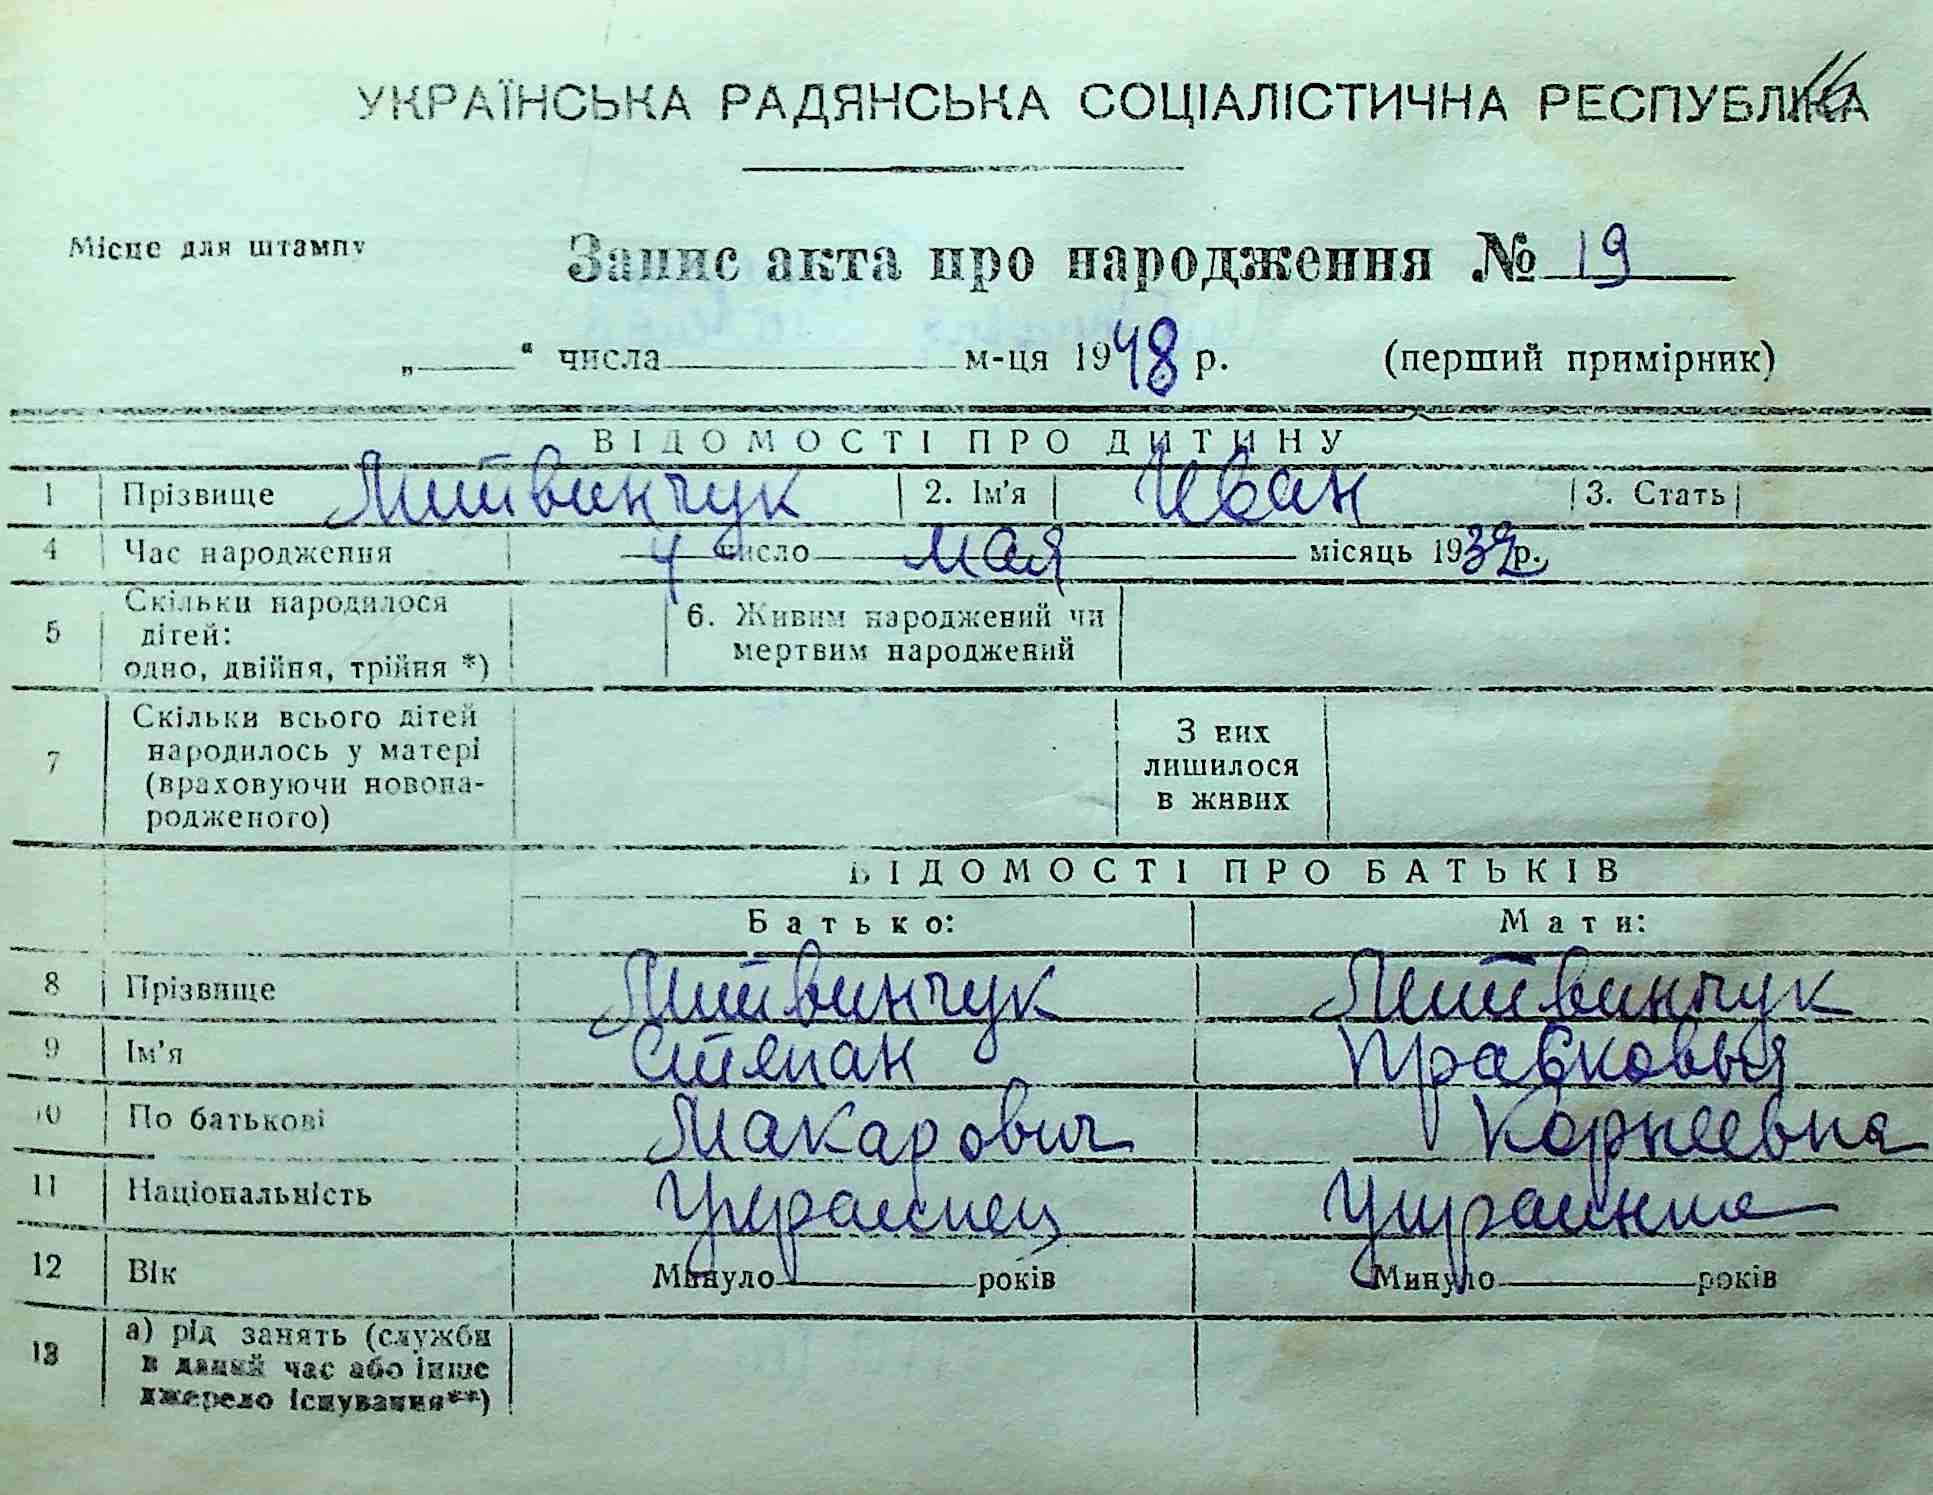 16
УКРАЇНСЬКА РАДЯНСЬКА СОЦІАЛІСТИЧНА РЕСПУБЛІКА
Місце для штампу
Запис акта про народження № 19
„ “ числа м-ця 1948 р. (перший примірник)
ВІДОМОСТІ ПРО ДИТИНУ
1 Прізвище Литвинчук 2. Ім'я Иван 3. Стать
4 Час народження 4 число мая місяць 1939 р.
5 Скільки народилося дітей: одно, двійня, трійня *) 6. Живим народжений чи мертвим народжений
7 Скільки всього дітей народилось у матері (враховуючи новонародженого) З них лишилося в живих
ВІДОМОСТІ ПРО БАТЬКІВ
Батько: Мати:
8 Прізвище Литвинчук Литвинчук
9 Ім'я Степан Прасковья
10 По батькові Макарович Корнеевна
11 Національність Украинец Украинка
12 Вік Минуло років Минуло років
13 а) рід занять (служби в даний час або інше джерело існування**)